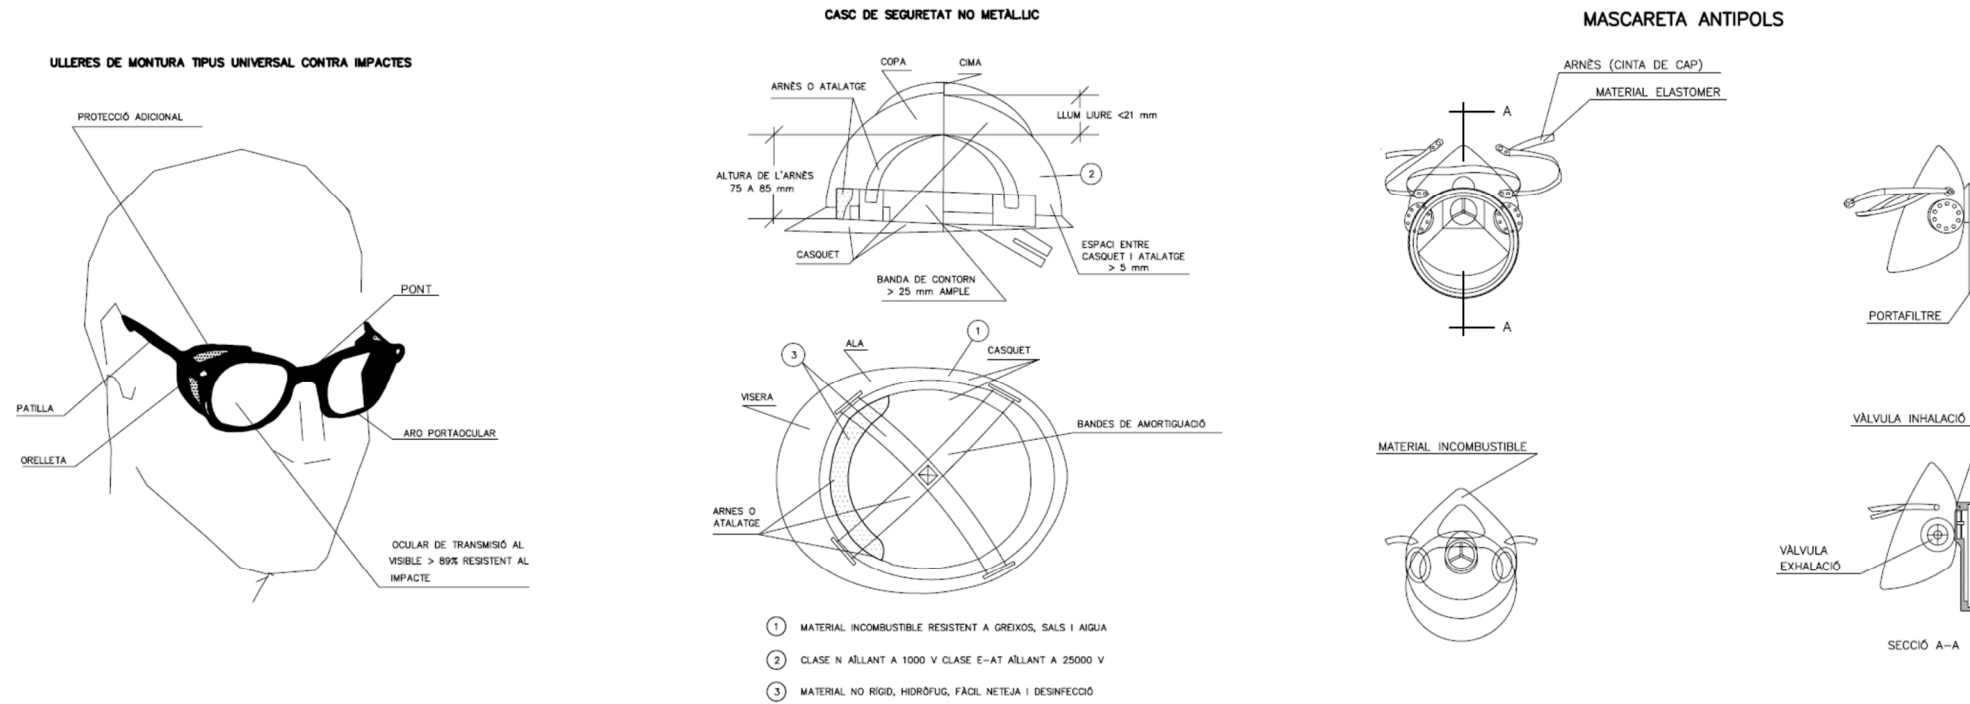 ULLERES DE MONTURA TIPUS UNIVERSAL CONTRA IMPACTES
PROTECCIÓ ADICIONAL
PONT
PATILLA
ARO PORTAOCULAR
ORELLETA
OCULAR DE TRANSMISIÓ AL
VISIBLE > 89% RESISTENT AL
IMPACTE
CASC DE SEGURETAT NO METÀL.LIC
COPA
CIMA
ARNÈS O ATALATGE
LLUM LIURE <21 mm
ALTURA DE L'ARNÈS
75 A 85 mm
2
CASQUET
ESPACI ENTRE
CASQUET I ATALATGE
> 5 mm
BANDA DE CONTORN
> 25 mm AMPLE
1
3
ALA
CASQUET
VISERA
BANDES DE AMORTIGUACIÓ
ARNES O
ATALATGE
1 MATERIAL INCOMBUSTIBLE RESISTENT A GREIXOS, SALS I AIGUA
2 CLASE N AÏLLANT A 1000 V CLASE E-AT AÏLLANT A 25000 V
3 MATERIAL NO RÍGID, HIDRÒFUG, FÀCIL NETEJA I DESINFECCIÓ
MASCARETA ANTIPOLS
ARNÈS (CINTA DE CAP)
MATERIAL ELASTOMER
A
A
PORTAFILTRE
MATERIAL INCOMBUSTIBLE
VÀLVULA INHALACIÓ
VÀLVULA
EXHALACIÓ
SECCIÓ A-A